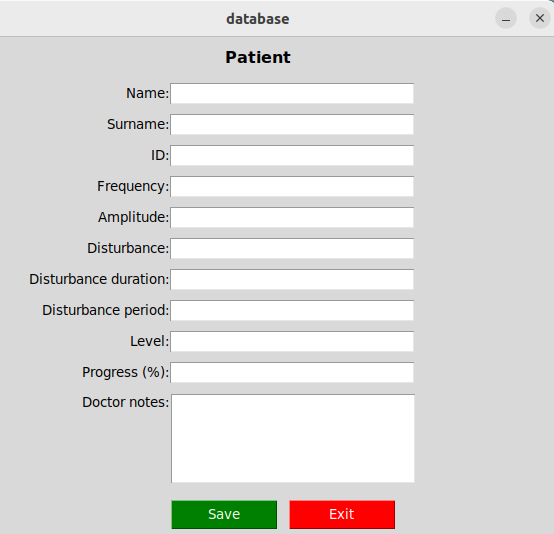 database
Patient
Name:
Surname:
ID:
Frequency:
Amplitude:
Disturbance:
Disturbance duration:
Disturbance period:
Level:
Progress (%):
Doctor notes:
Save Exit